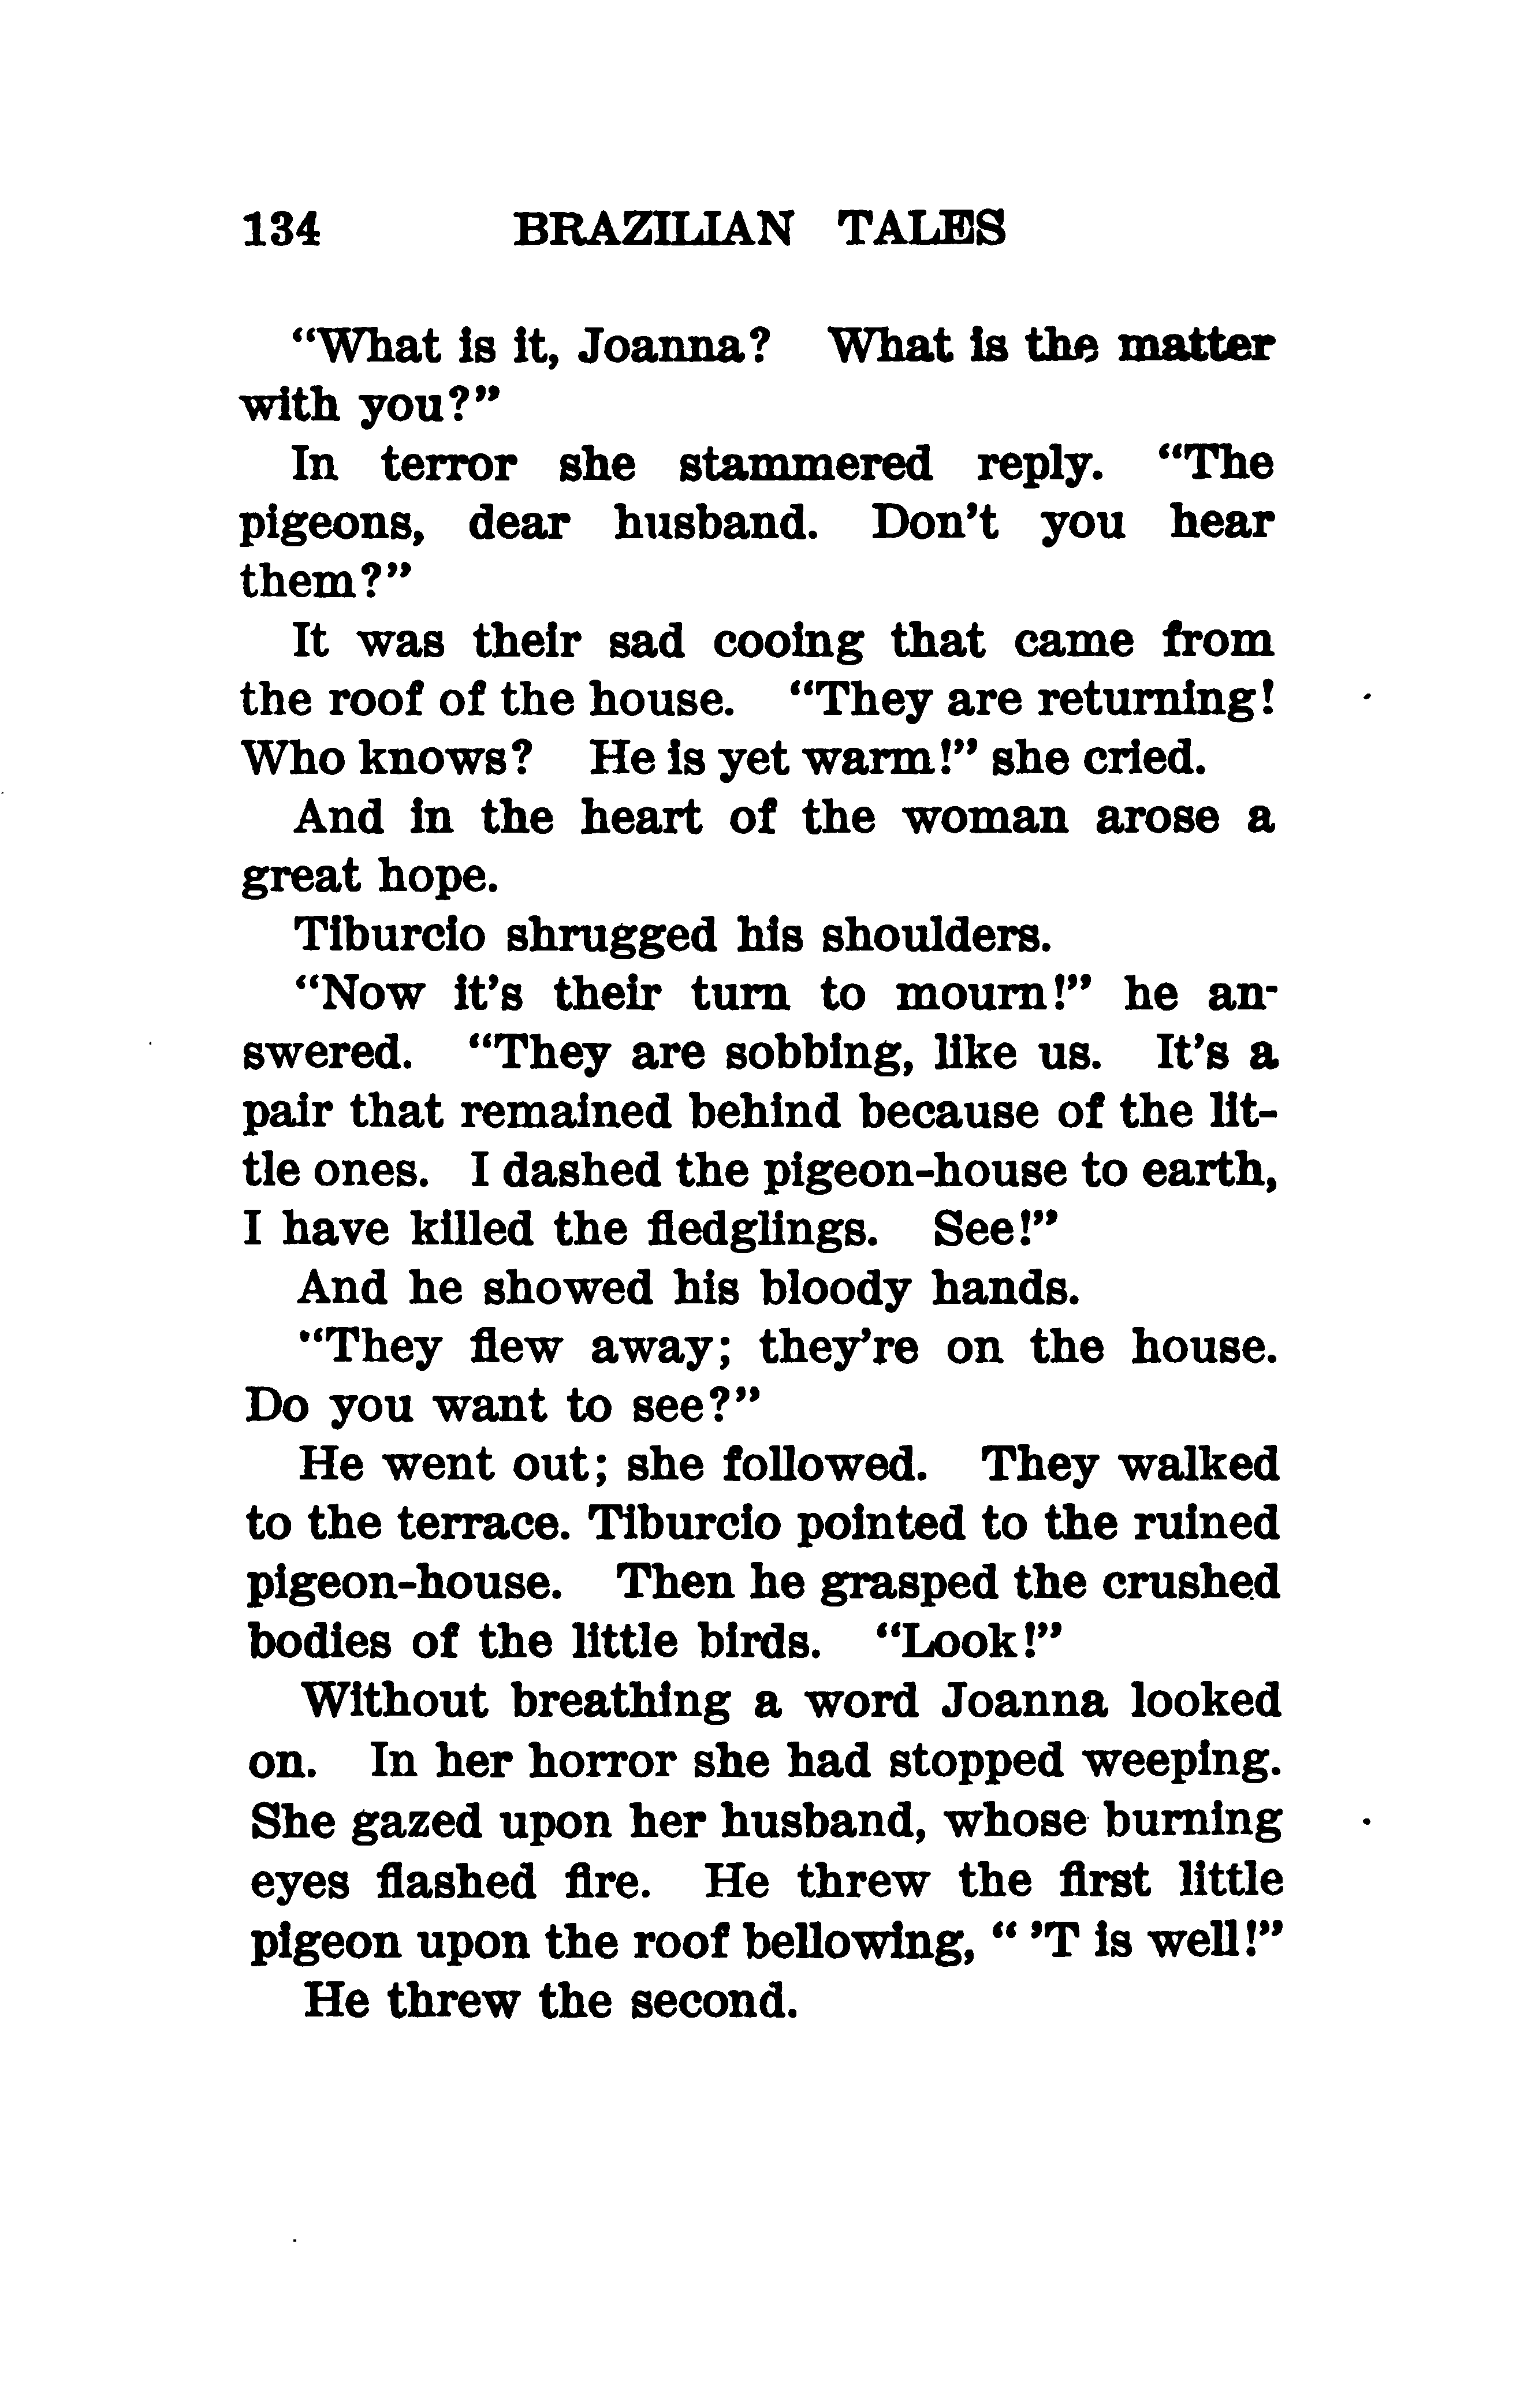 134 BRAZILIAN TALES
“What is it, Joanna? What is the matter
with you?”
In terror she stammered reply. “The
pigeons, dear husband. Don’t you hear
them?”
It was their sad cooing that came from
the roof of the house. “They are returning!
Who knows? He is yet warm!” she cried.
And in the heart of the woman arose a
great hope.
Tiburcio shrugged his shoulders.
“Now it’s their turn to mourn!” he an-
swered. “They are sobbing, like us. It’s a
pair that remained behind because of the lit-
tle ones. I dashed the pigeon-house to earth,
I have killed the fledglings. See!”
And he showed his bloody hands.
“They flew away; they’re on the house.
Do you want to see?”
He went out; she followed. They walked
to the terrace. Tiburcio pointed to the ruined
pigeon-house. Then he grasped the crushed
bodies of the little birds. “Look!”
Without breathing a word Joanna looked
on. In her horror she had stopped weeping.
She gazed upon her husband, whose burning
eyes flashed fire. He threw the first little
pigeon upon the roof bellowing, “ ’T is well!”
He threw the second.